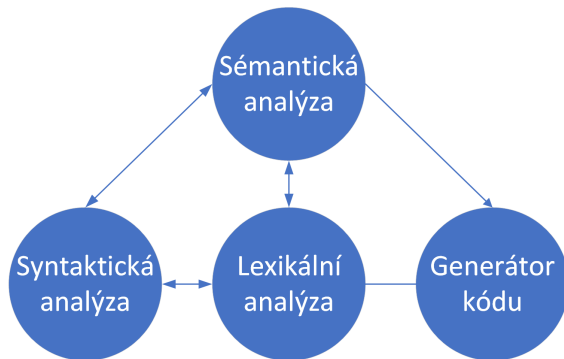 Sémantická
analýza
Syntaktická
analýza
Lexikální
analýza
Generátor
kódu